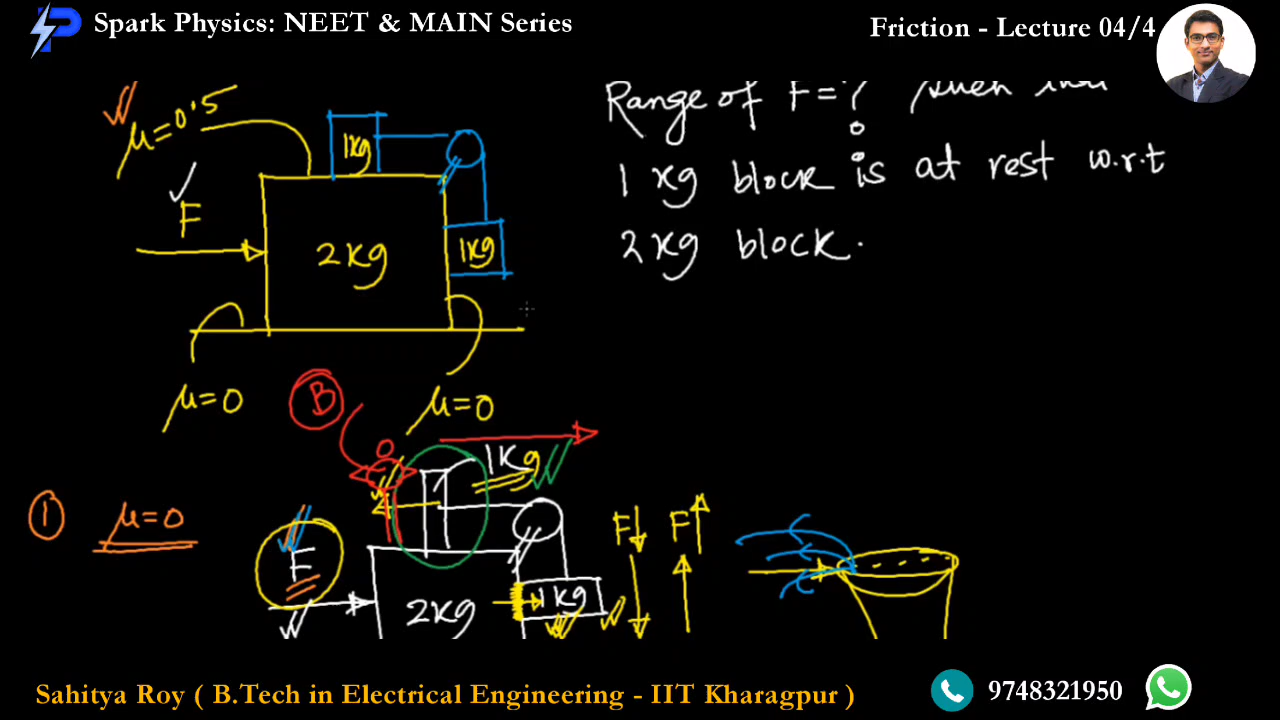 Spark Physics: NEET & MAIN Series
Friction - Lecture 04/4
μ=0.5
1kg
F
2kg
1kg
μ=0
μ=0
Range of F=?
1 kg block is at rest w.r.t
2kg block.
B
1kg
① μ=0
F
F↓ F↑
2kg
1kg
Sahitya Roy ( B.Tech in Electrical Engineering - IIT Kharagpur )
9748321950